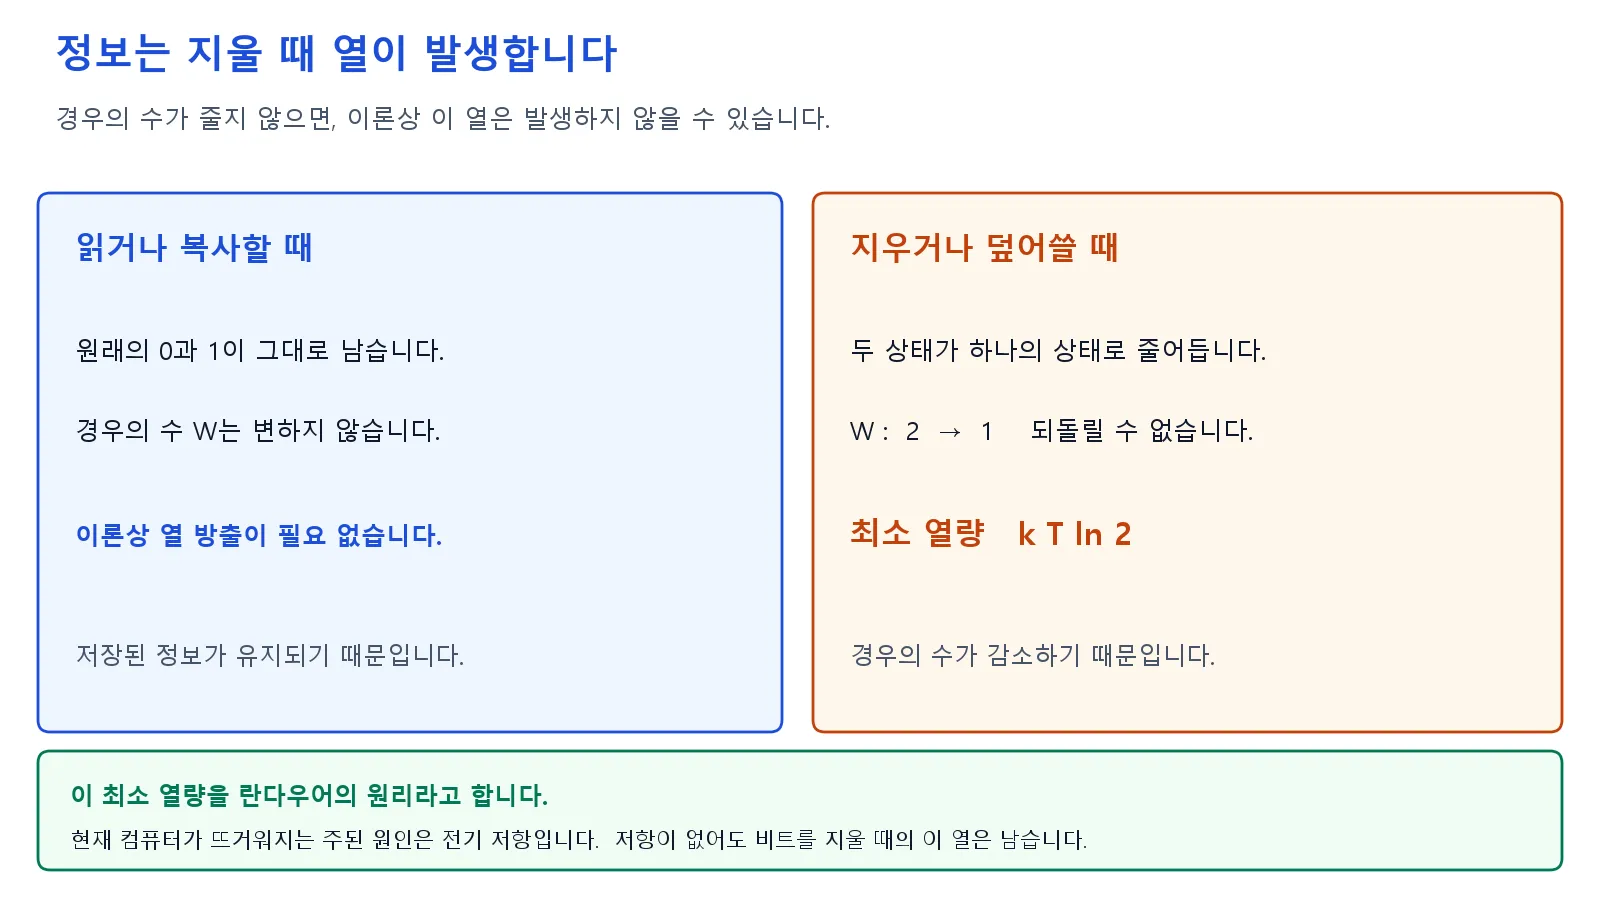 정보는 지울 때 열이 발생합니다
경우의 수가 줄지 않으면, 이론상 이 열은 발생하지 않을 수 있습니다.
읽거나 복사할 때
원래의 0과 1이 그대로 남습니다.
경우의 수 W는 변하지 않습니다.
이론상 열 방출이 필요 없습니다.
저장된 정보가 유지되기 때문입니다.
지우거나 덮어쓸 때
두 상태가 하나의 상태로 줄어듭니다.
W : 2 → 1 되돌릴 수 없습니다.
최소 열량 k T ln 2
경우의 수가 감소하기 때문입니다.
이 최소 열량을 란다우어의 원리라고 합니다.
현재 컴퓨터가 뜨거워지는 주된 원인은 전기 저항입니다. 저항이 없어도 비트를 지울 때의 이 열은 남습니다.